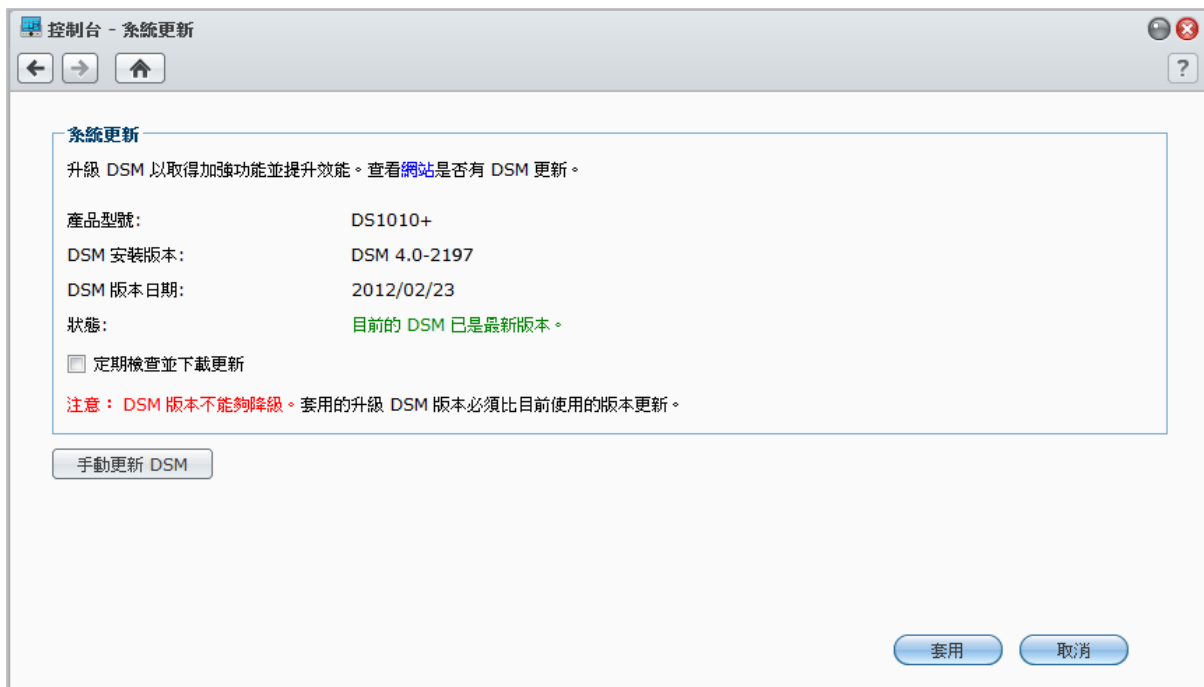 控制台 - 系統更新
?
系統更新
升級 DSM 以取得加強功能並提升效能。查看網站是否有 DSM 更新。
產品型號: DS1010+
DSM 安裝版本: DSM 4.0-2197
DSM 版本日期: 2012/02/23
狀態: 目前的 DSM 已是最新版本。
定期檢查並下載更新
注意： DSM 版本不能夠降級。套用的升級 DSM 版本必須比目前使用的版本更新。
手動更新 DSM
套用 取消